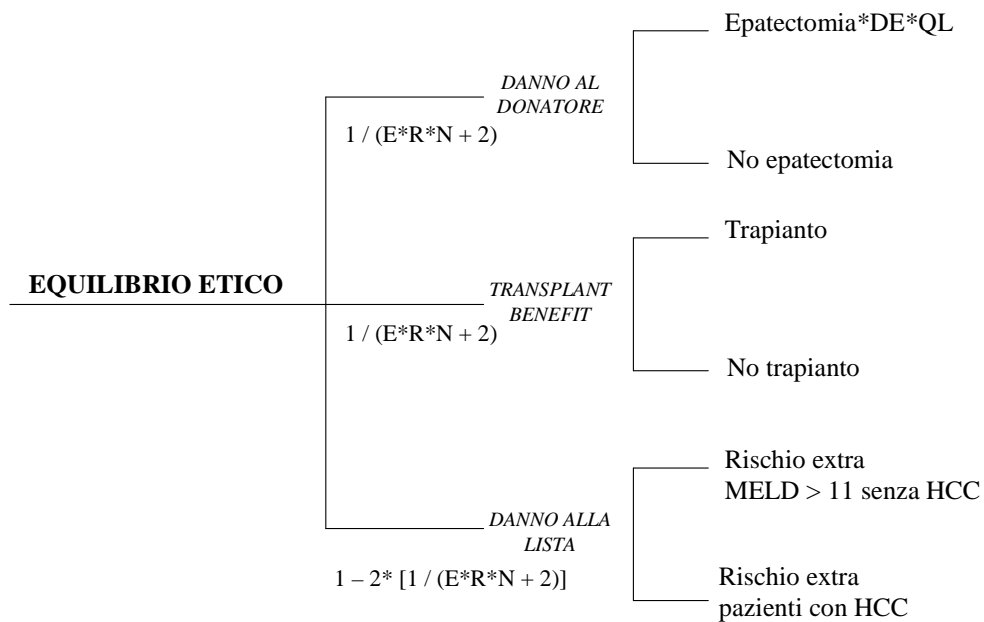 Epatectomia*DE*QL
DANNO AL
DONATORE
1 / (E*R*N + 2)
No epatectomia
Trapianto
EQUILIBRIO ETICO
TRANSPLANT
BENEFIT
1 / (E*R*N + 2)
No trapianto
Rischio extra
MELD > 11 senza HCC
DANNO ALLA
LISTA
1 – 2* [1 / (E*R*N + 2)]
Rischio extra
pazienti con HCC